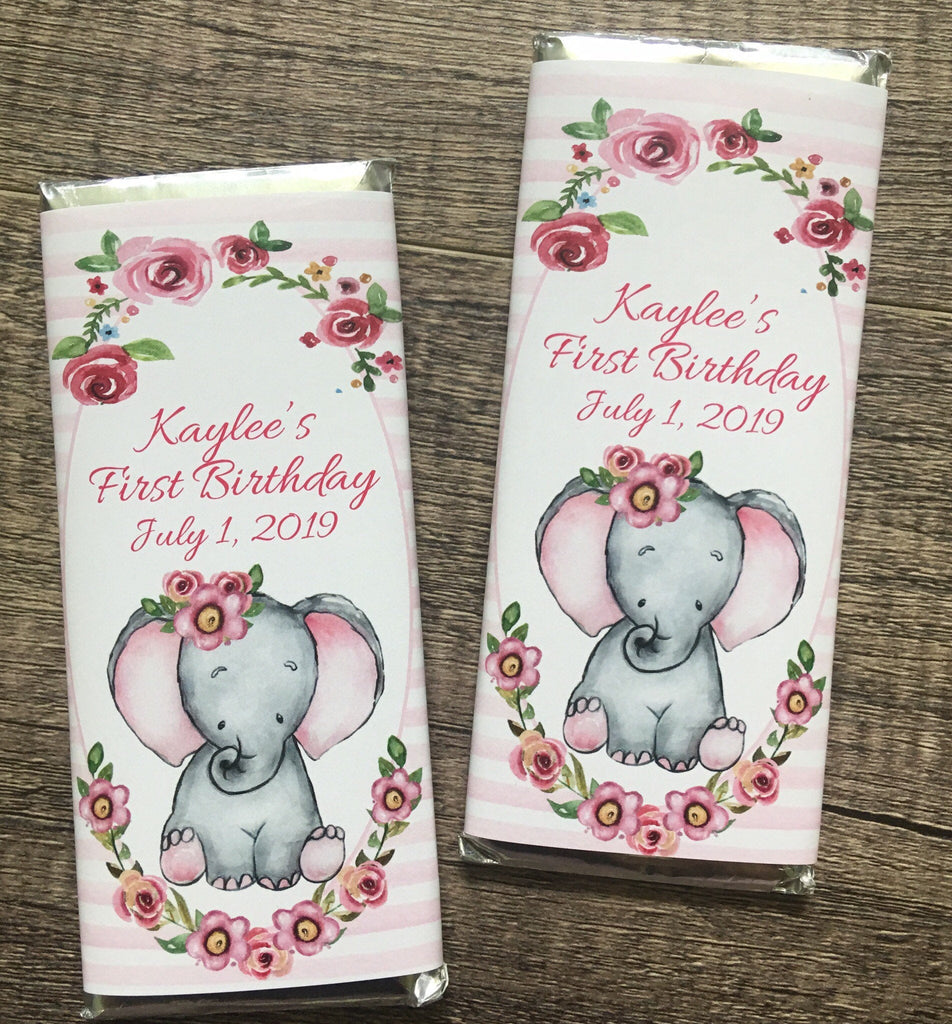 Kaylee's
First Birthday
July 1, 2019
Kaylee's
First Birthday
July 1, 2019